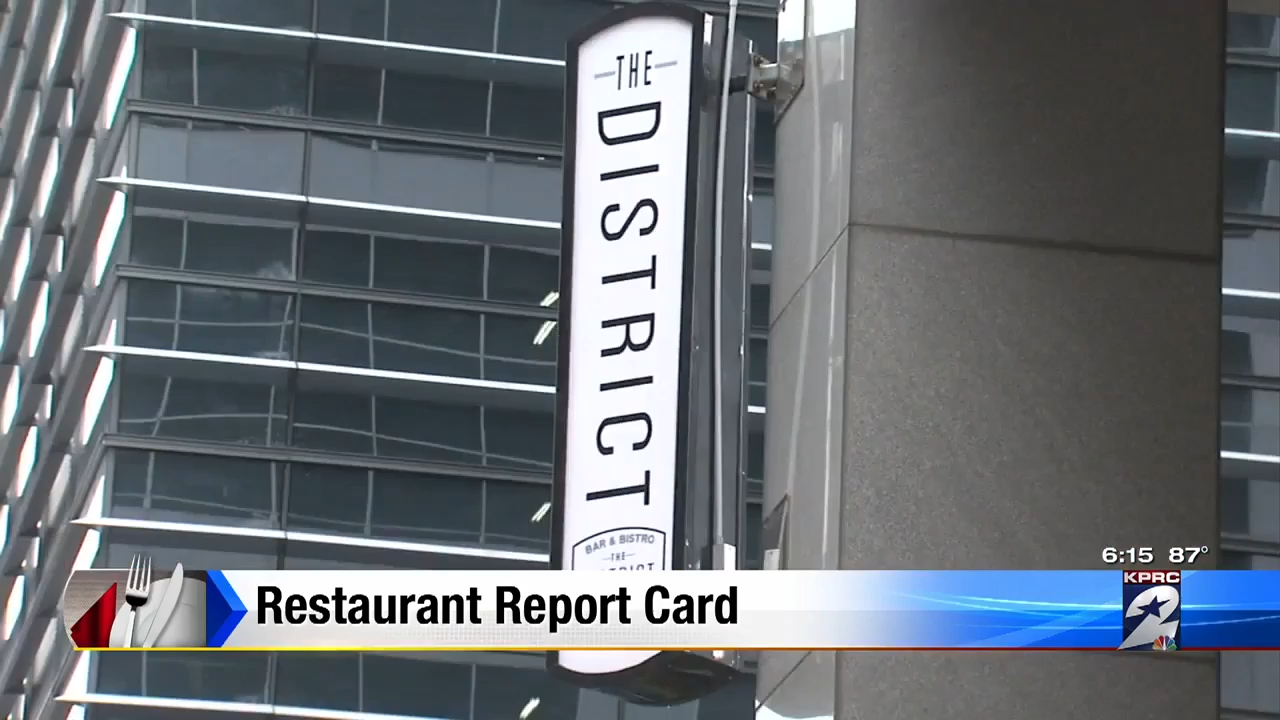 THE
DISTRICT
BAR & BISTRO
THE
6:15 87°
KPRC
2
Restaurant Report Card